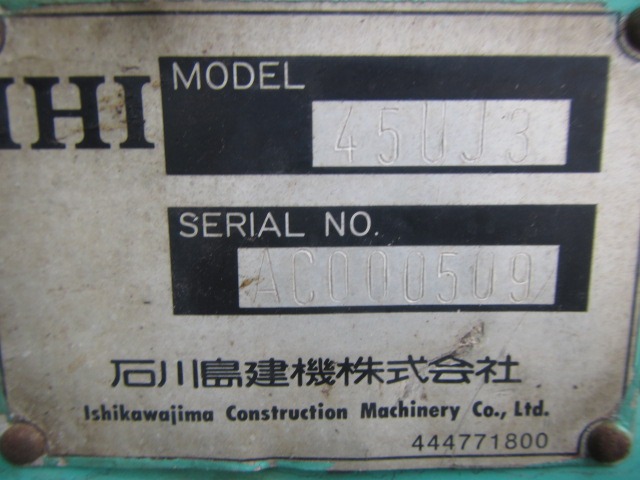 IHI
MODEL
45UJ3
SERIAL NO.
AC000509
石川島建機株式会社
Ishikawajima Construction Machinery Co., Ltd.
444771800